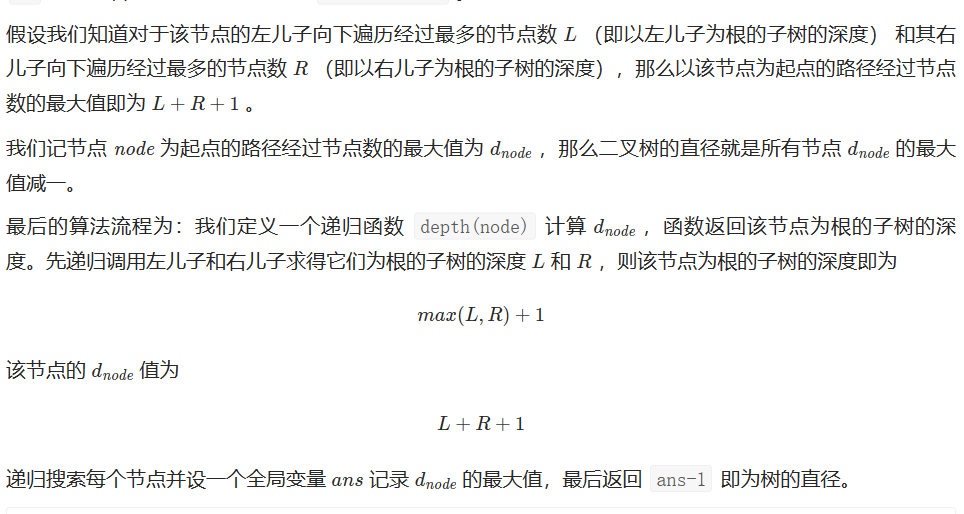 假设我们知道对于该节点的左儿子向下遍历经过最多的节点数 L （即以左儿子为根的子树的深度） 和其右
儿子向下遍历经过最多的节点数 R （即以右儿子为根的子树的深度），那么以该节点为起点的路径经过节点
数的最大值即为 L + R + 1 。
我们记节点 node 为起点的路径经过节点数的最大值为 d_node ，那么二叉树的直径就是所有节点 d_node 的最大
值减一。
最后的算法流程为：我们定义一个递归函数 depth(node) 计算 d_node ，函数返回该节点为根的子树的深
度。先递归调用左儿子和右儿子求得它们为根的子树的深度 L 和 R ，则该节点为根的子树的深度即为
max(L, R) + 1
该节点的 d_node 值为
L + R + 1
递归搜索每个节点并设一个全局变量 ans 记录 d_node 的最大值，最后返回 ans-1 即为树的直径。